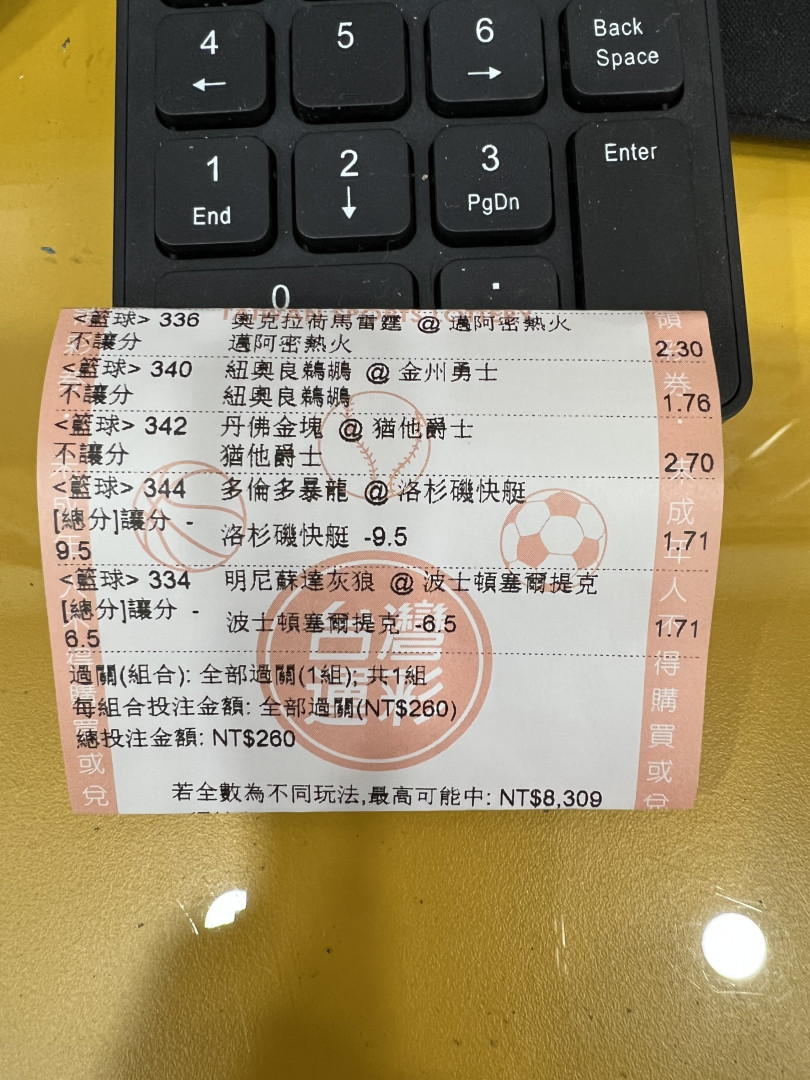 4
←
5
6
→
Back
Space
1
End
2
↓
3
PgDn
Enter
0
.
<籃球> 336 奧克拉荷馬雷霆 @ 邁阿密熱火
不讓分 邁阿密熱火 2.30
<籃球> 340 紐奧良鵜鶘 @ 金州勇士
不讓分 紐奧良鵜鶘 1.76
<籃球> 342 丹佛金塊 @ 猶他爵士
不讓分 猶他爵士 2.70
<籃球> 344 多倫多暴龍 @ 洛杉磯快艇
[總分]讓分 -
9.5 洛杉磯快艇 -9.5 1.71
<籃球> 334 明尼蘇達灰狼 @ 波士頓塞爾提克
[總分]讓分 -
6.5 波士頓塞爾提克 -6.5 1.71
過關(組合): 全部過關(1組); 共1組
每組合投注金額: 全部過關(NT$260)
總投注金額: NT$260
若全數為不同玩法,最高可能中: NT$8,309
台灣
運彩
領 券 · 未成年人不得購買或兌
不得購買或兌